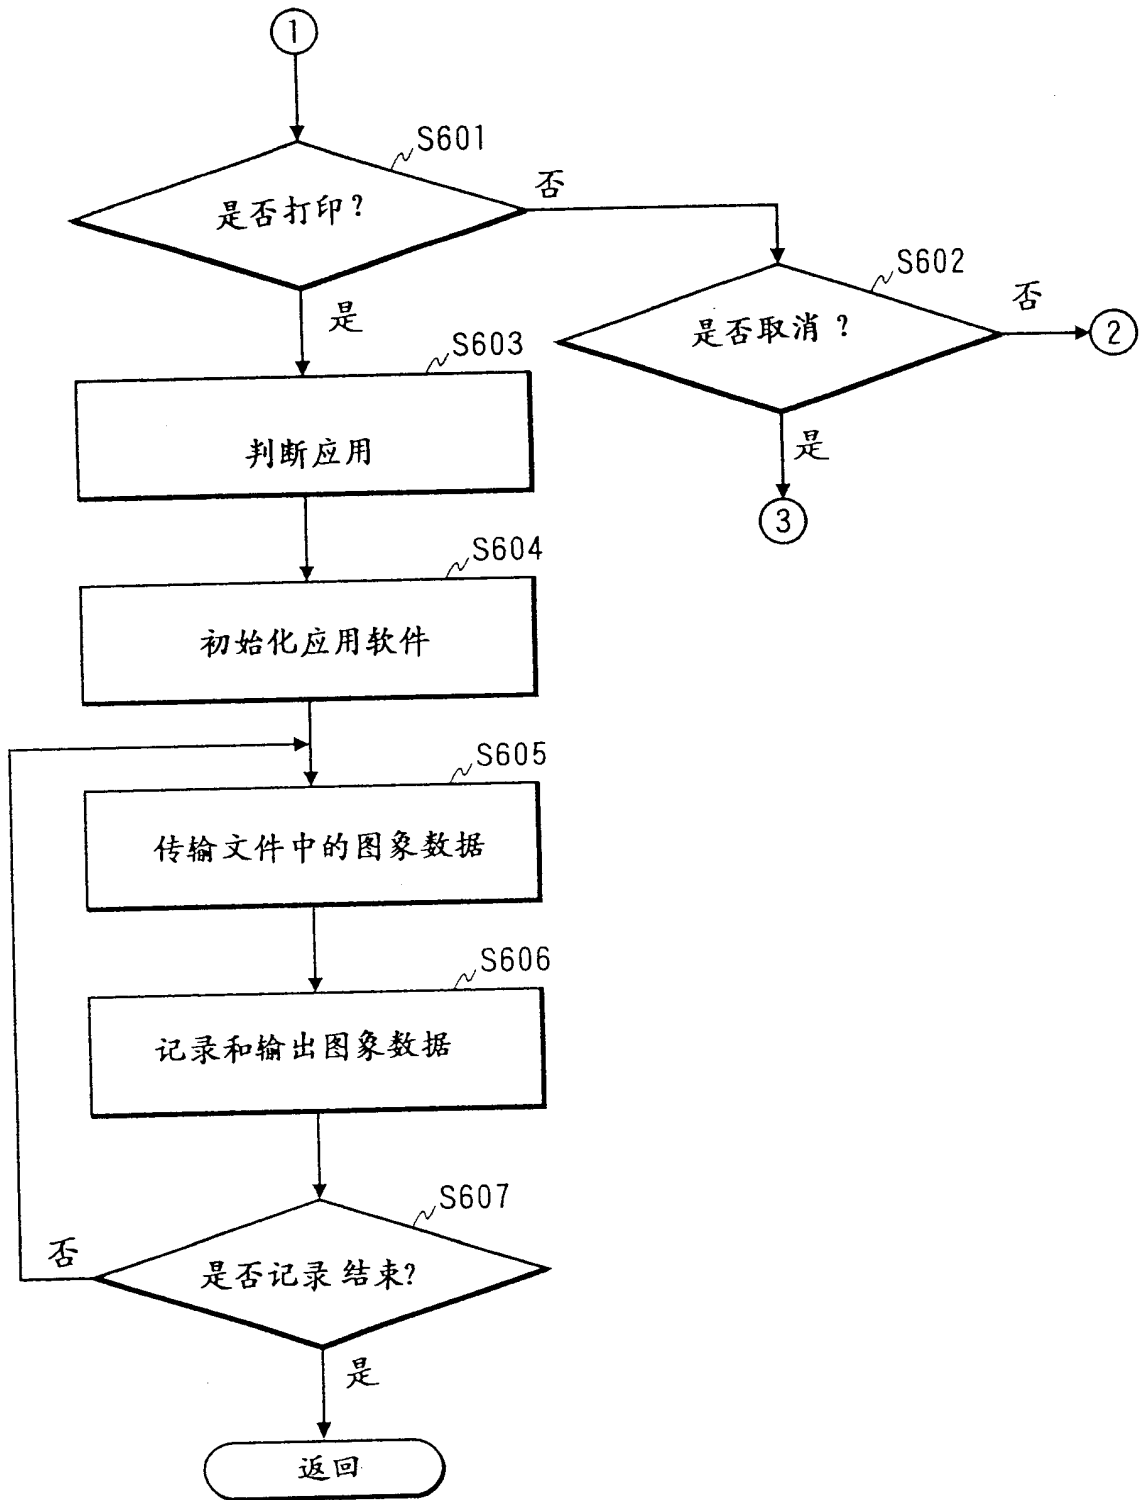 1
S601
是否打印？
否
是
S602
是否取消？
否
2
是
3
S603
判断应用
S604
初始化应用软件
S605
传输文件中的图象数据
S606
记录和输出图象数据
S607
是否记录结束?
否
是
返回